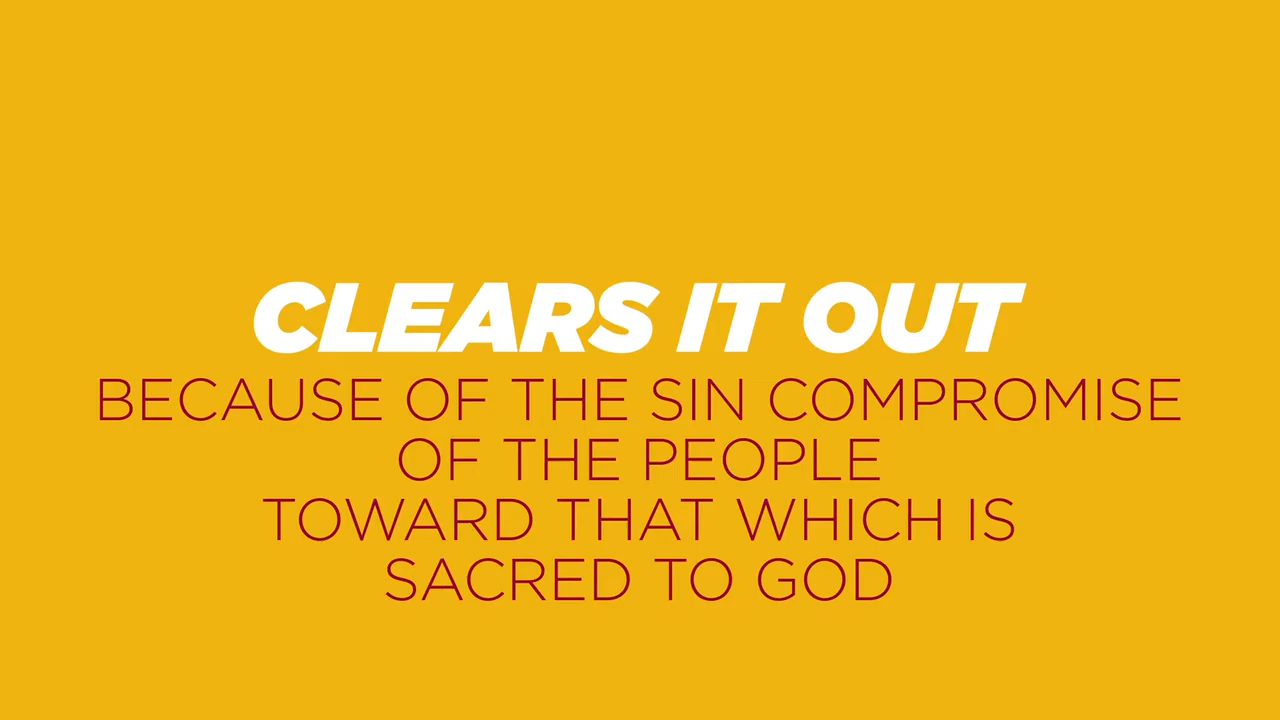 CLEARS IT OUT
BECAUSE OF THE SIN COMPROMISE
OF THE PEOPLE
TOWARD THAT WHICH IS
SACRED TO GOD